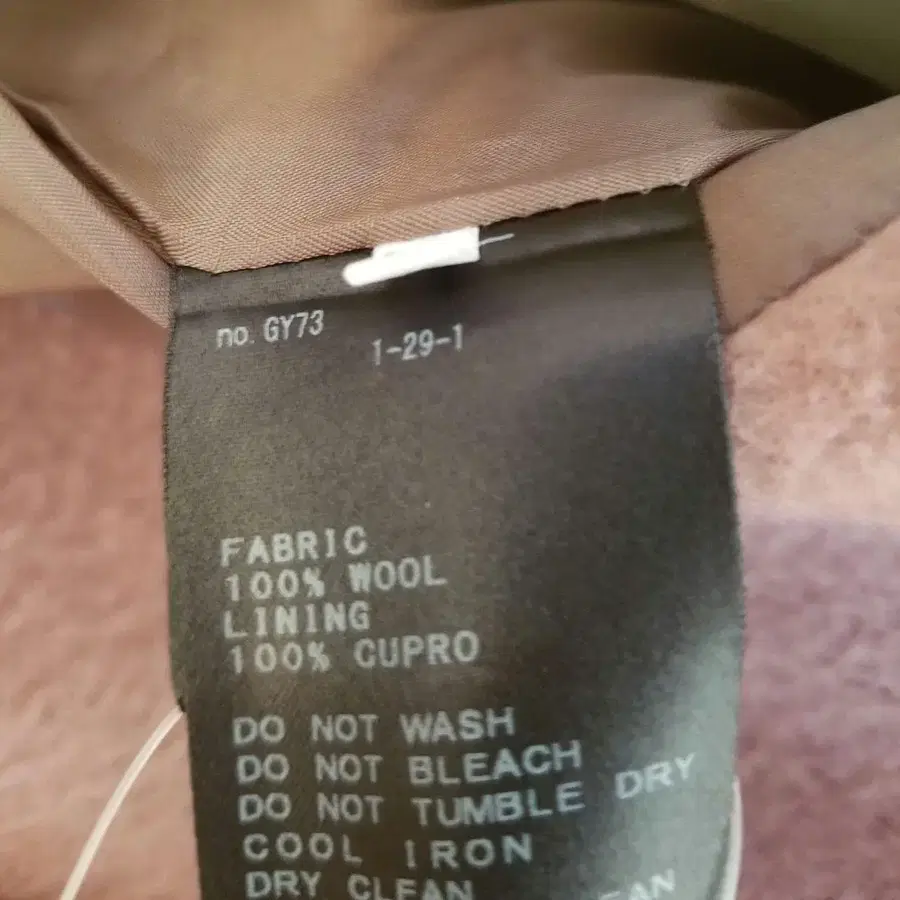 no. GY73
1-29-1
FABRIC
100% WOOL
LINING
100% CUPRO
DO NOT WASH
DO NOT BLEACH
DO NOT TUMBLE DRY
COOL IRON
DRY CLEAN